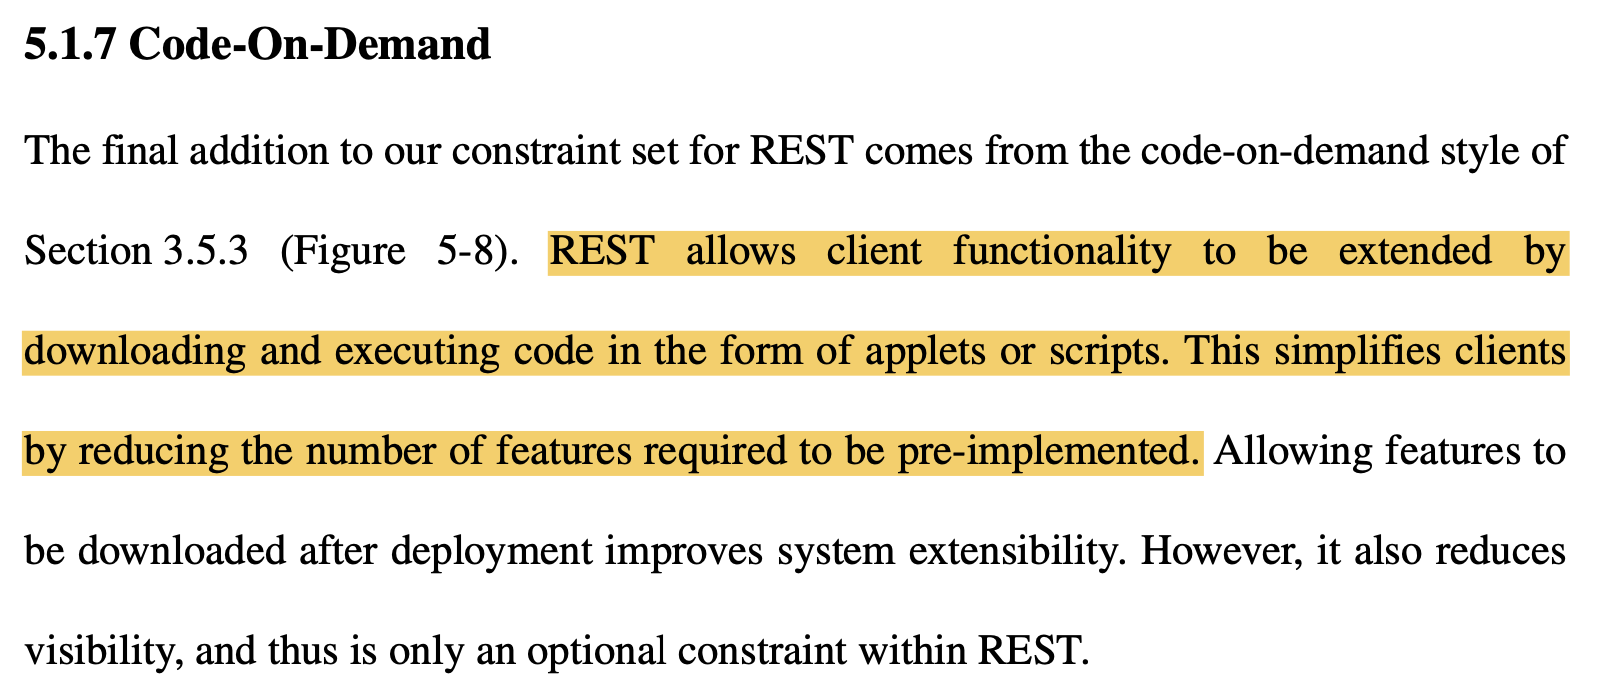 5.1.7 Code-On-Demand
The final addition to our constraint set for REST comes from the code-on-demand style of
Section 3.5.3 (Figure 5-8). REST allows client functionality to be extended by
downloading and executing code in the form of applets or scripts. This simplifies clients
by reducing the number of features required to be pre-implemented. Allowing features to
be downloaded after deployment improves system extensibility. However, it also reduces
visibility, and thus is only an optional constraint within REST.